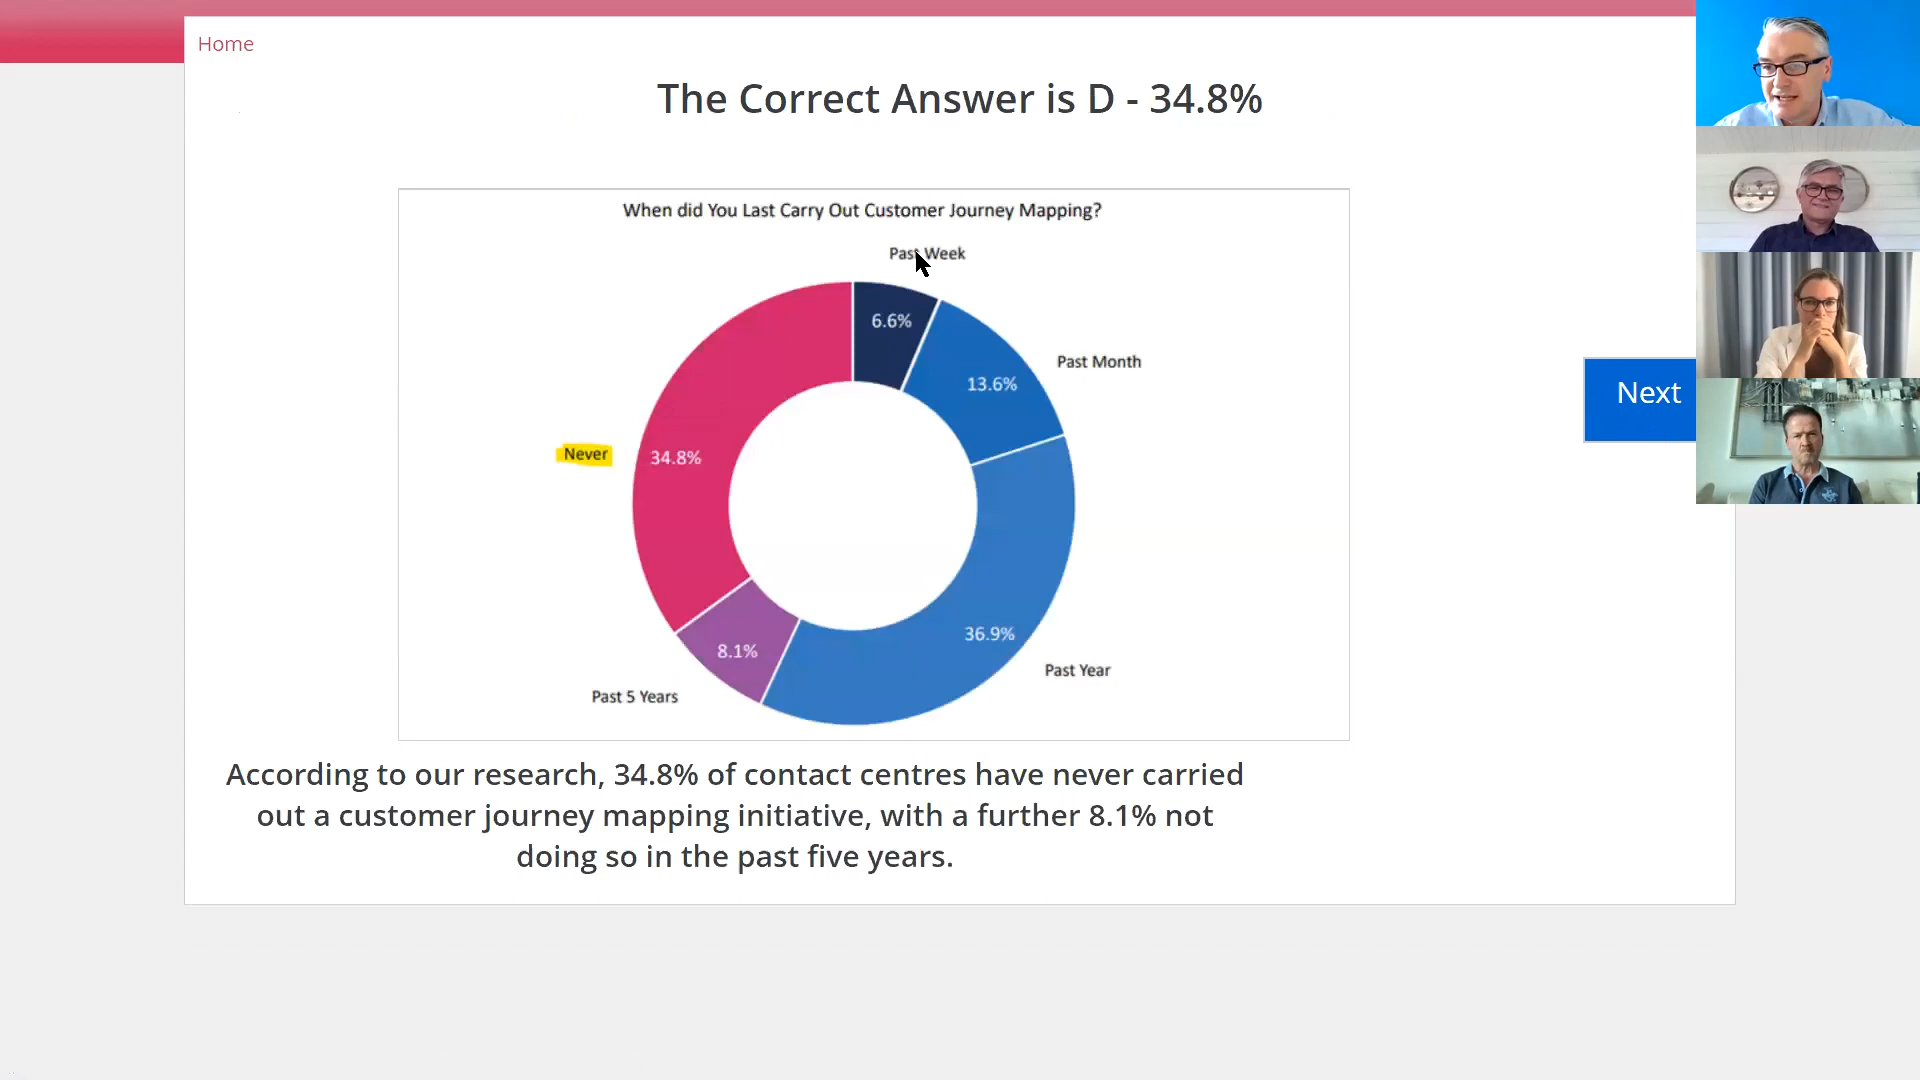 Home
The Correct Answer is D - 34.8%
When did You Last Carry Out Customer Journey Mapping?
Past Week
6.6%
Past Month
13.6%
Never
34.8%
Next
36.9%
8.1%
Past Year
Past 5 Years
According to our research, 34.8% of contact centres have never carried
out a customer journey mapping initiative, with a further 8.1% not
doing so in the past five years.